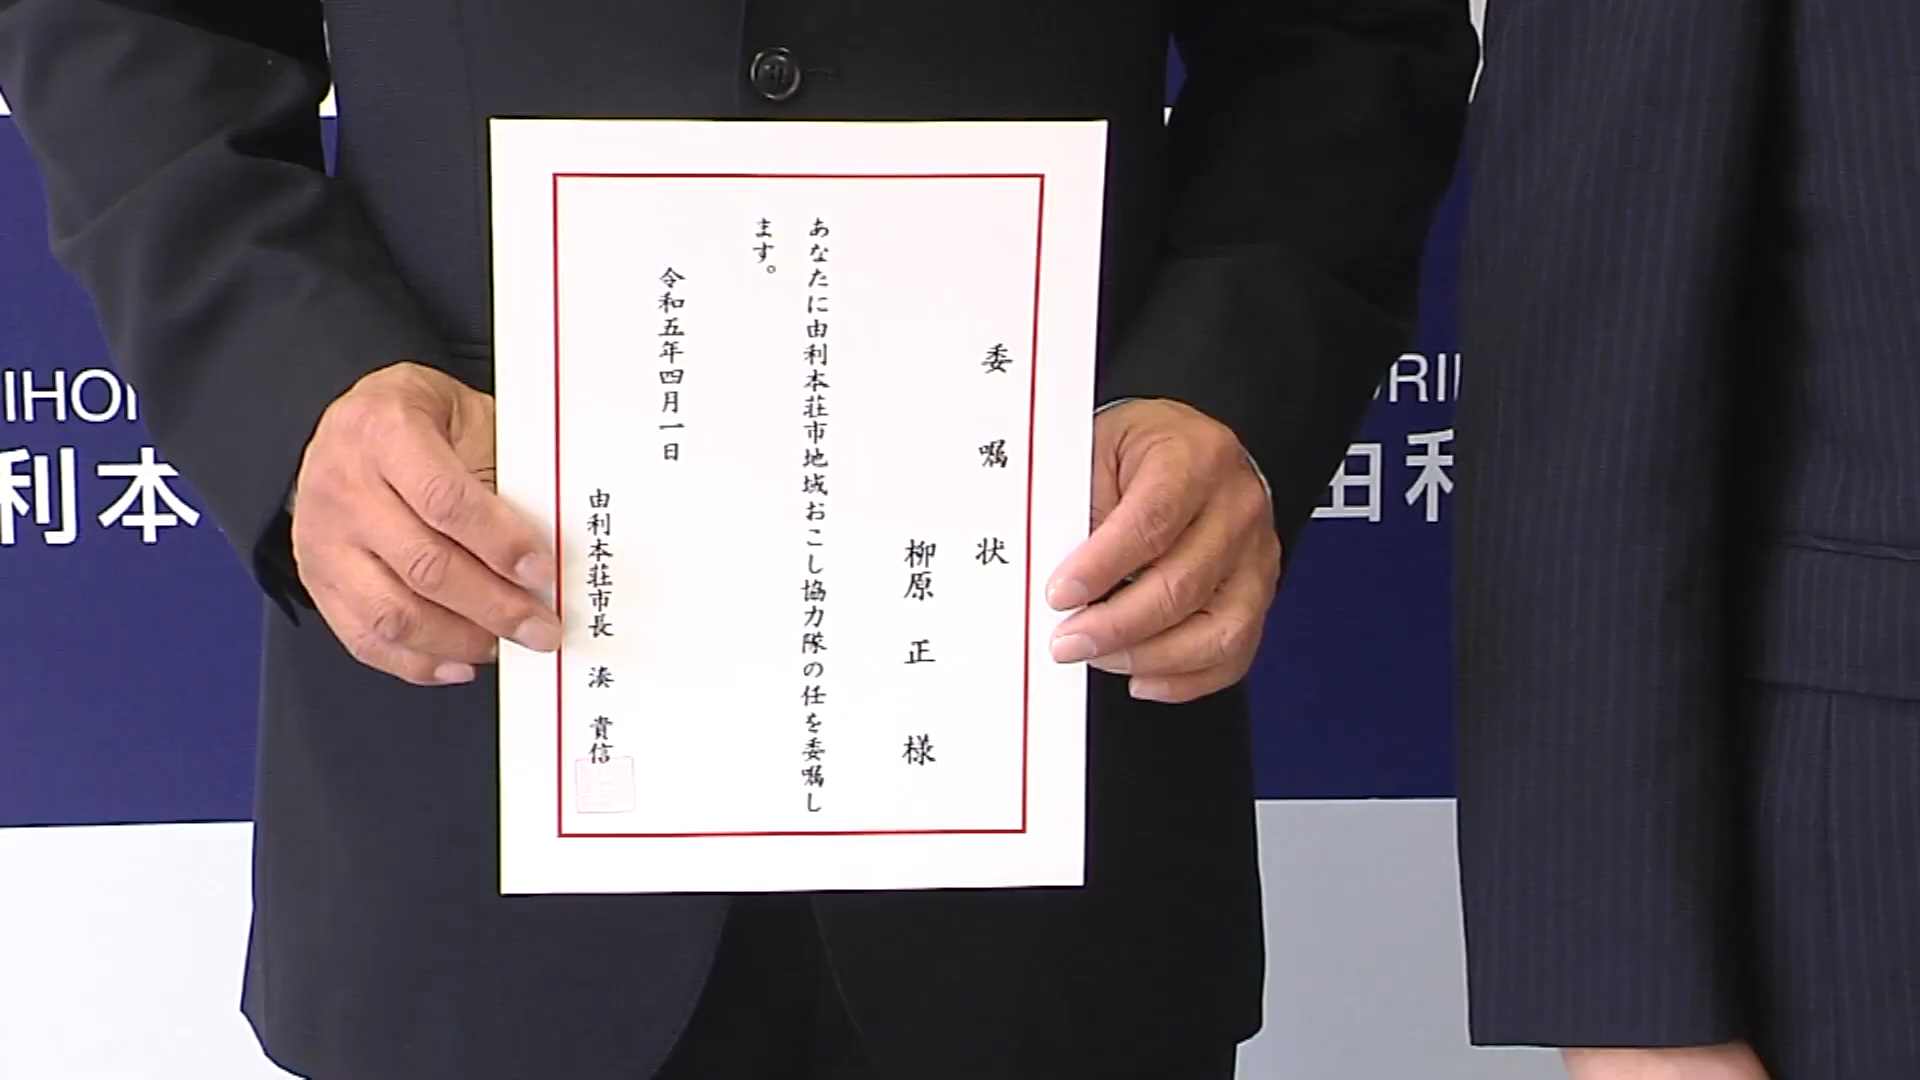 委嘱状
柳原 正 様
あなたに由利本荘市地域おこし協力隊の任を委嘱し
ます。
令和五年四月一日
由利本荘市長 湊 貴信
IHO
利本
RI
由利